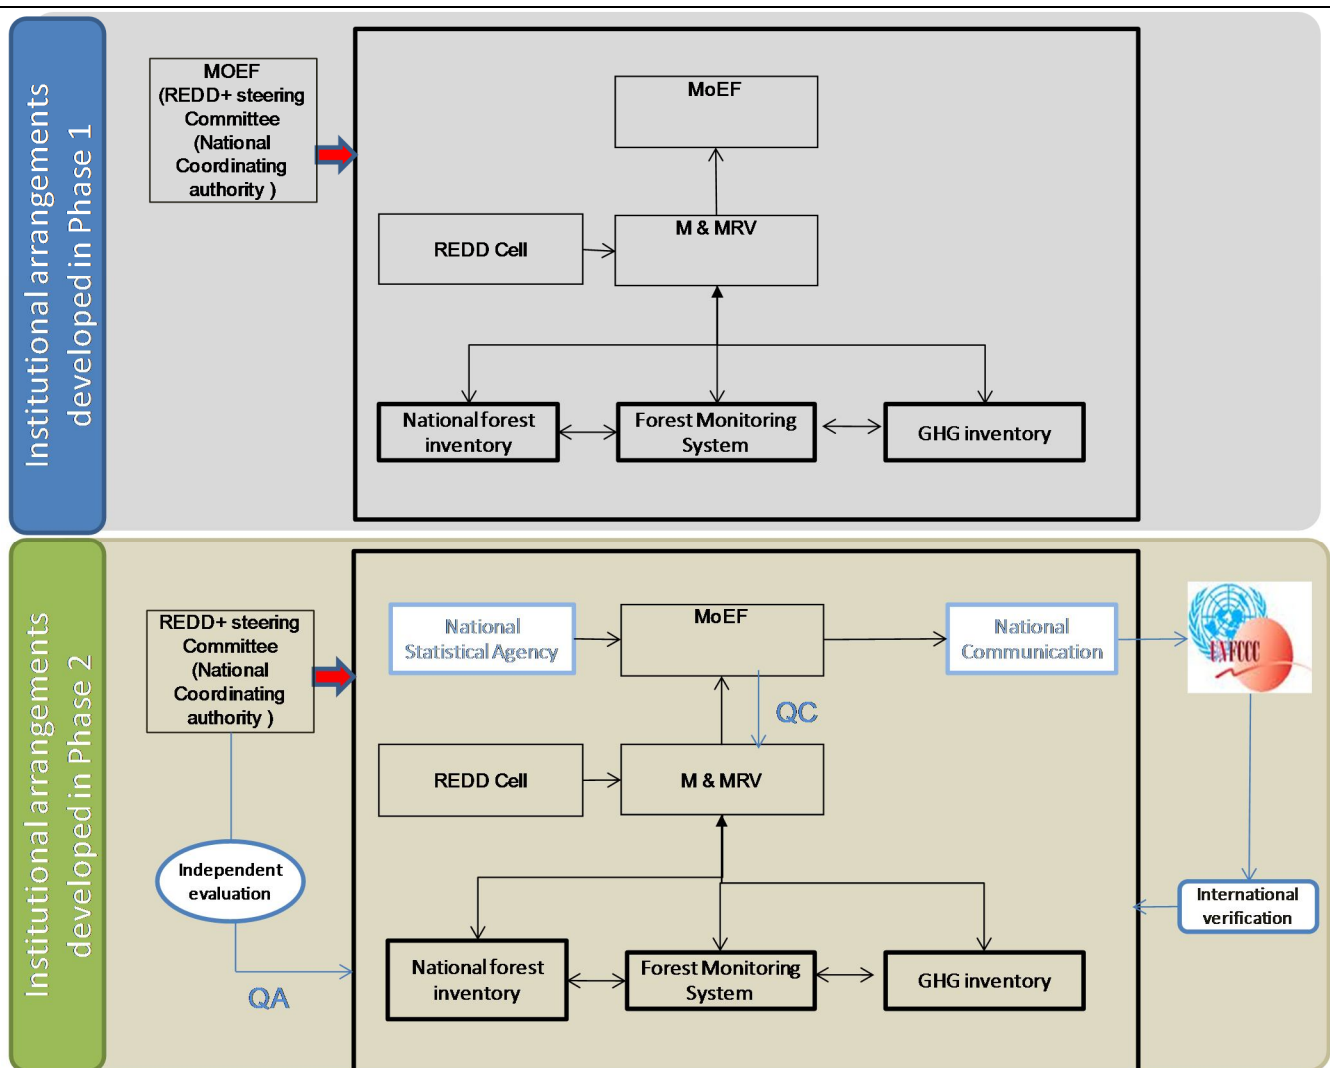 Institutional arrangements
developed in Phase 1
MOEF
(REDD+ steering
Committee
(National
Coordinating
authority )
MoEF
REDD Cell
M & MRV
National forest
inventory
Forest Monitoring
System
GHG inventory
Institutional arrangements
developed in Phase 2
REDD+ steering
Committee
(National
Coordinating
authority )
National
Statistical Agency
MoEF
National
Communication
UNFCCC
QC
REDD Cell
M & MRV
Independent
evaluation
International
verification
QA
National forest
inventory
Forest Monitoring
System
GHG inventory